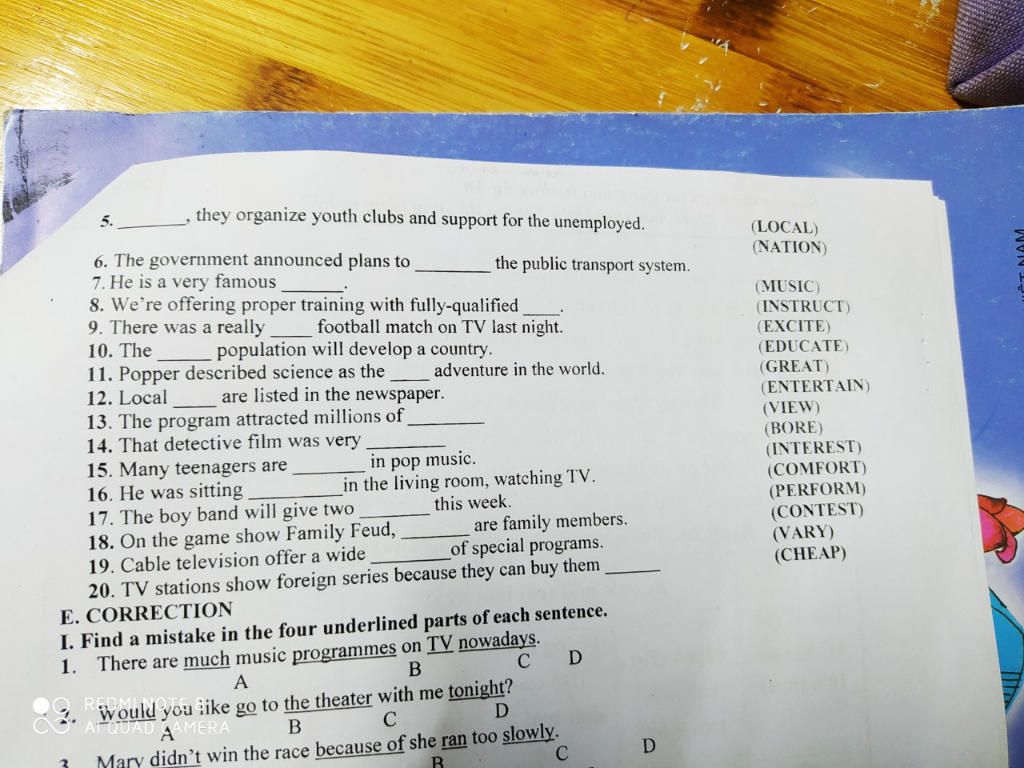 5. ________, they organize youth clubs and support for the unemployed. (LOCAL)
(NATION)
6. The government announced plans to ________ the public transport system.
7. He is a very famous _______. (MUSIC)
8. We're offering proper training with fully-qualified ____. (INSTRUCT)
9. There was a really ____ football match on TV last night. (EXCITE)
10. The _____ population will develop a country. (EDUCATE)
11. Popper described science as the ____ adventure in the world. (GREAT)
12. Local ____ are listed in the newspaper. (ENTERTAIN)
13. The program attracted millions of ________ (VIEW)
14. That detective film was very ________ (BORE)
15. Many teenagers are _______ in pop music. (INTEREST)
16. He was sitting _________in the living room, watching TV. (COMFORT)
17. The boy band will give two _______ this week. (PERFORM)
18. On the game show Family Feud, _______ are family members. (CONTEST)
19. Cable television offer a wide ________of special programs. (VARY)
20. TV stations show foreign series because they can buy them ______ (CHEAP)
E. CORRECTION
I. Find a mistake in the four underlined parts of each sentence.
1. There are much music programmes on TV nowadays.
A B C D
2. Would you like go to the theater with me tonight?
A B C D
3 Mary didn't win the race because of she ran too slowly.
B C D
REDMI NOTE 8
AI QUAD CAMERA